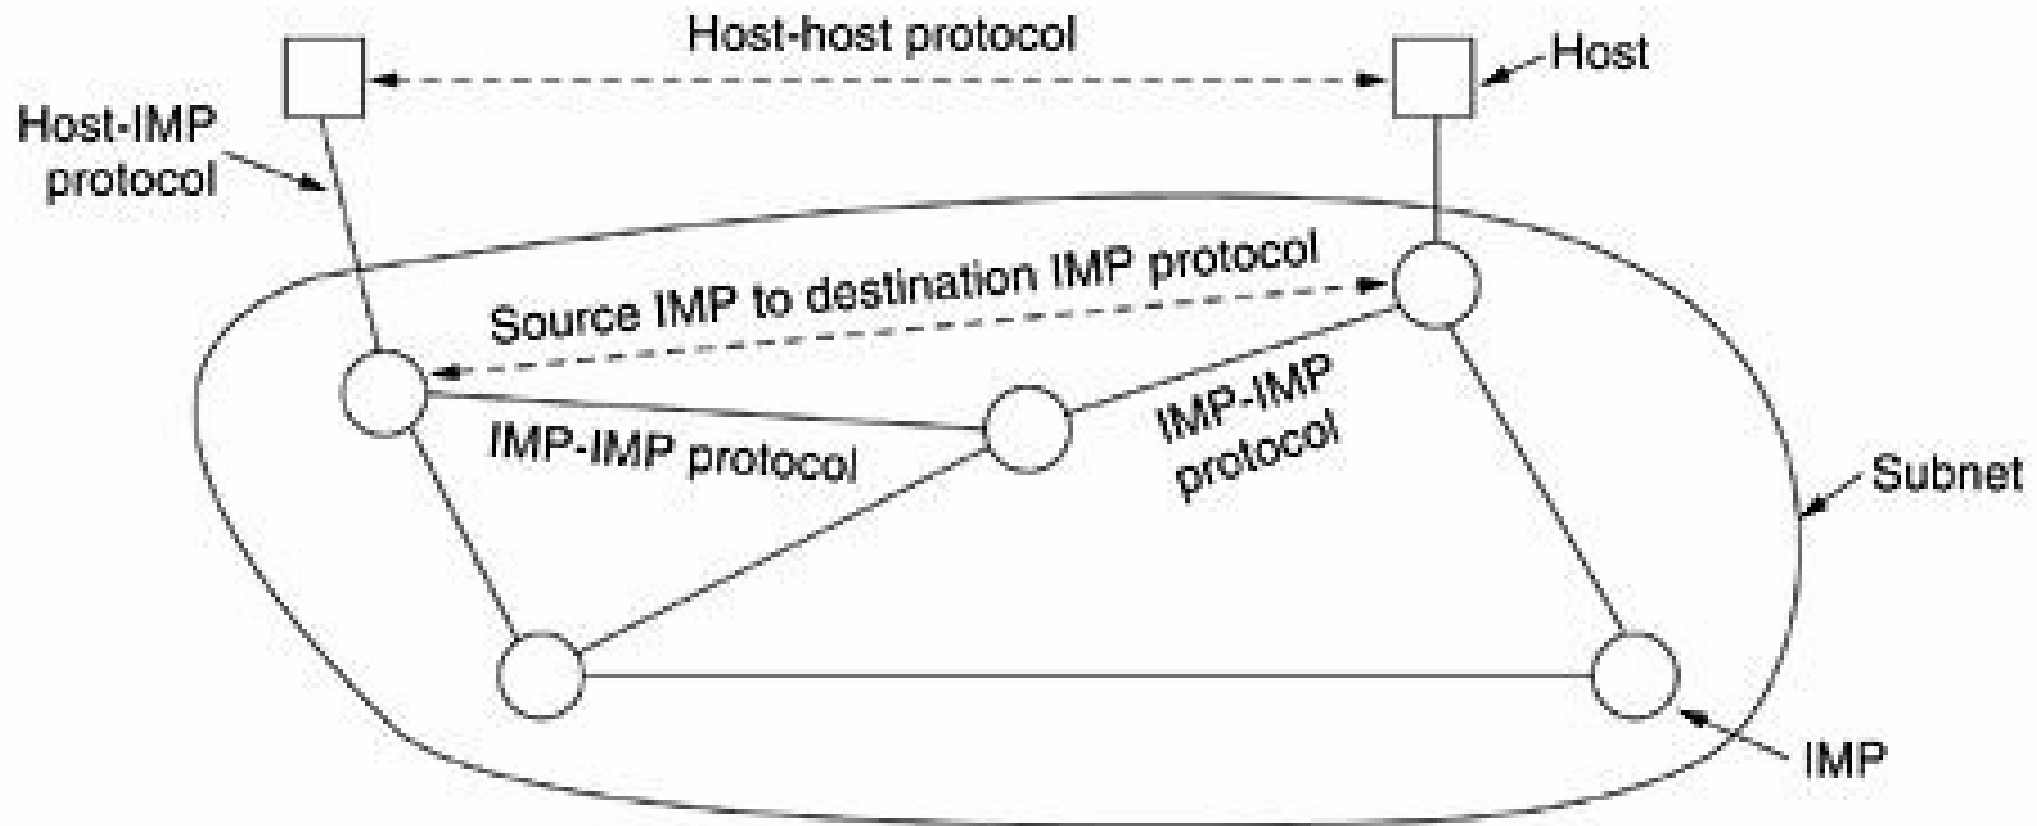 Host-host protocol
Host
Host-IMP
protocol
Source IMP to destination IMP protocol
IMP-IMP protocol
IMP-IMP
protocol
Subnet
IMP